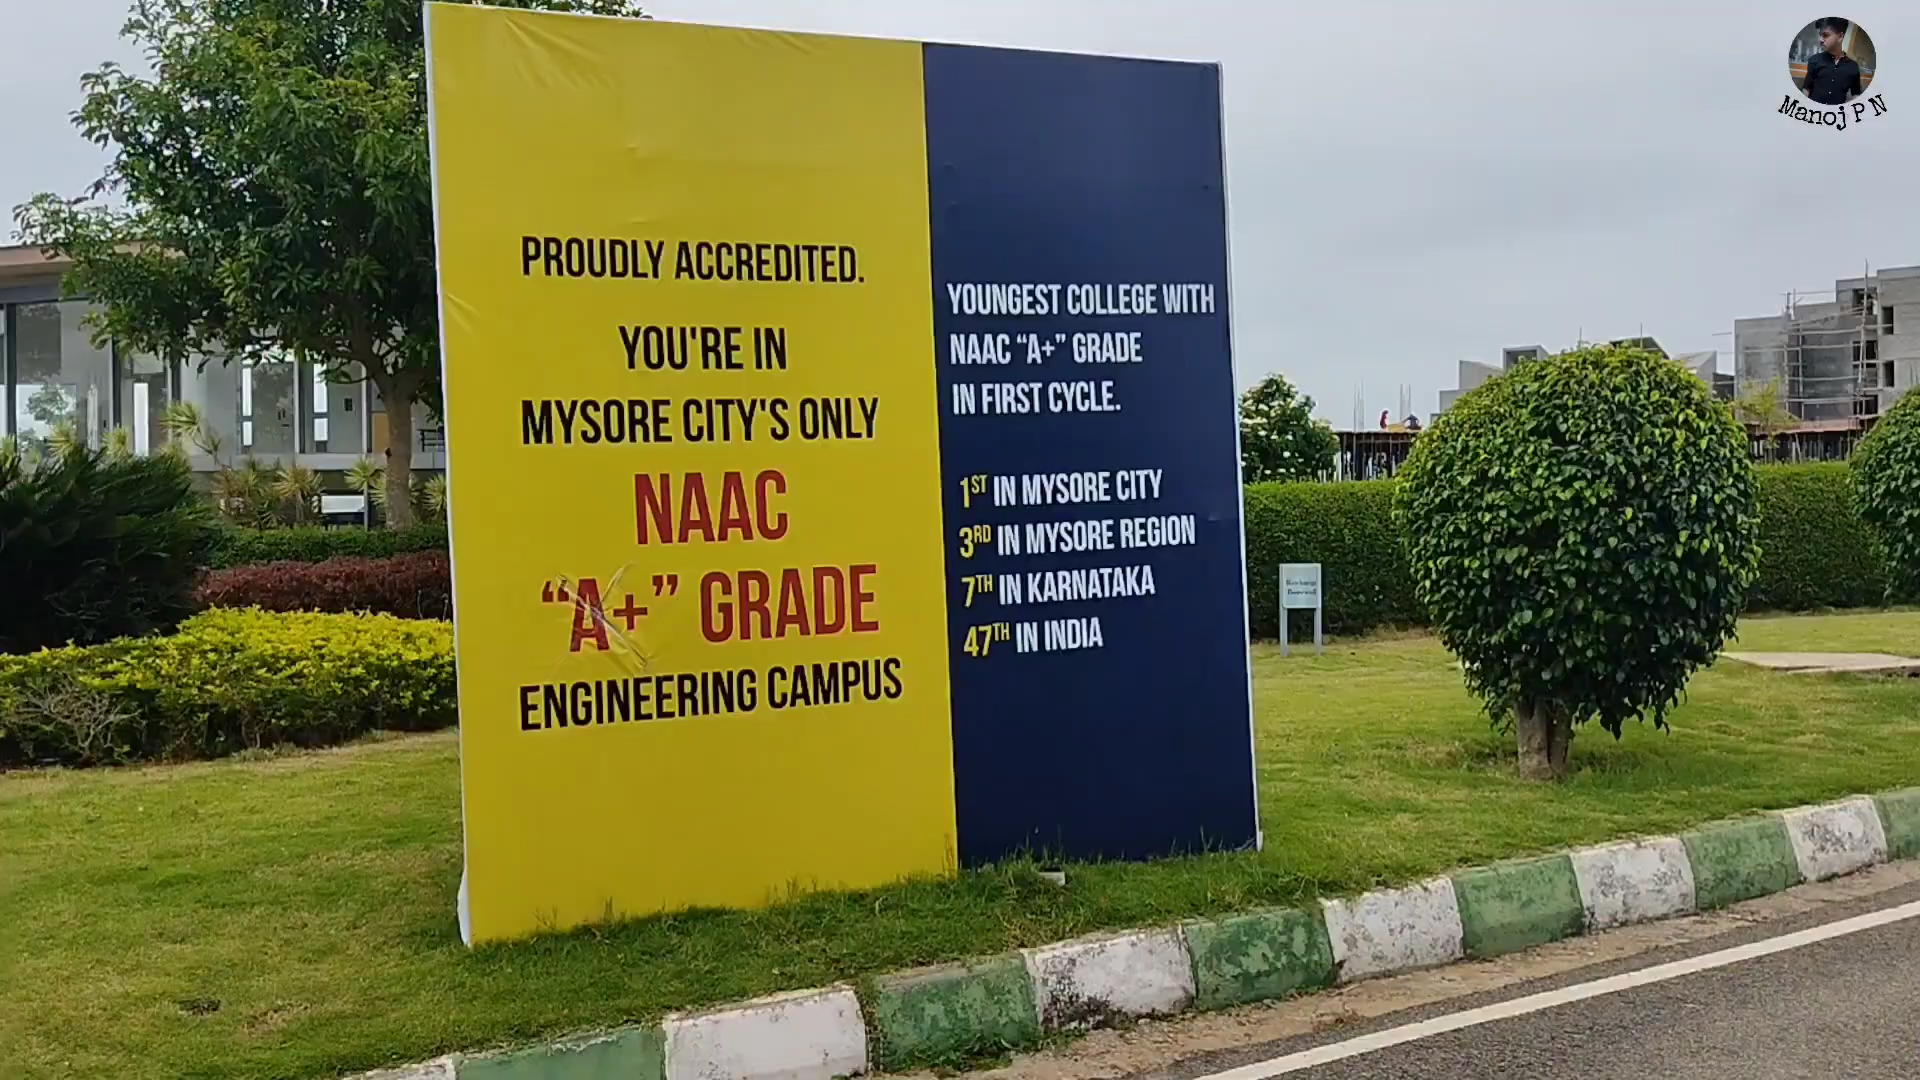 PROUDLY ACCREDITED.
YOU'RE IN
MYSORE CITY'S ONLY
NAAC
“A+” GRADE
ENGINEERING CAMPUS
YOUNGEST COLLEGE WITH
NAAC “A+” GRADE
IN FIRST CYCLE.
1ST IN MYSORE CITY
3RD IN MYSORE REGION
7TH IN KARNATAKA
47TH IN INDIA
Manoj P N